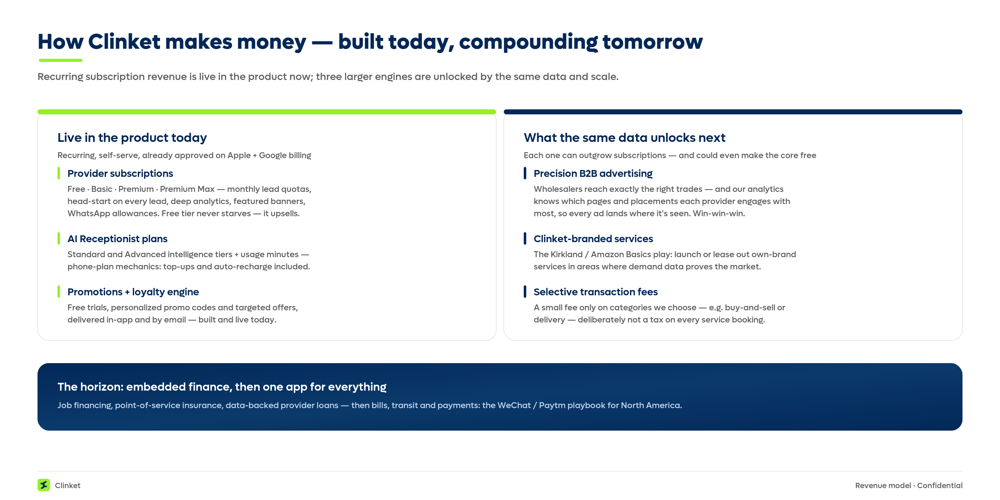 How Clinket makes money — built today, compounding tomorrow
Recurring subscription revenue is live in the product now; three larger engines are unlocked by the same data and scale.
Live in the product today
Recurring, self-serve, already approved on Apple + Google billing
Provider subscriptions
Free · Basic · Premium · Premium Max — monthly lead quotas,
head-start on every lead, deep analytics, featured banners,
WhatsApp allowances. Free tier never starves — it upsells.
AI Receptionist plans
Standard and Advanced intelligence tiers + usage minutes —
phone-plan mechanics: top-ups and auto-recharge included.
Promotions + loyalty engine
Free trials, personalized promo codes and targeted offers,
delivered in-app and by email — built and live today.
What the same data unlocks next
Each one can outgrow subscriptions — and could even make the core free
Precision B2B advertising
Wholesalers reach exactly the right trades — and our analytics
knows which pages and placements each provider engages with
most, so every ad lands where it's seen. Win-win-win.
Clinket-branded services
The Kirkland / Amazon Basics play: launch or lease out own-brand
services in areas where demand data proves the market.
Selective transaction fees
A small fee only on categories we choose — e.g. buy-and-sell or
delivery — deliberately not a tax on every service booking.
The horizon: embedded finance, then one app for everything
Job financing, point-of-service insurance, data-backed provider loans — then bills, transit and payments: the WeChat / Paytm playbook for North America.
Clinket
Revenue model · Confidential